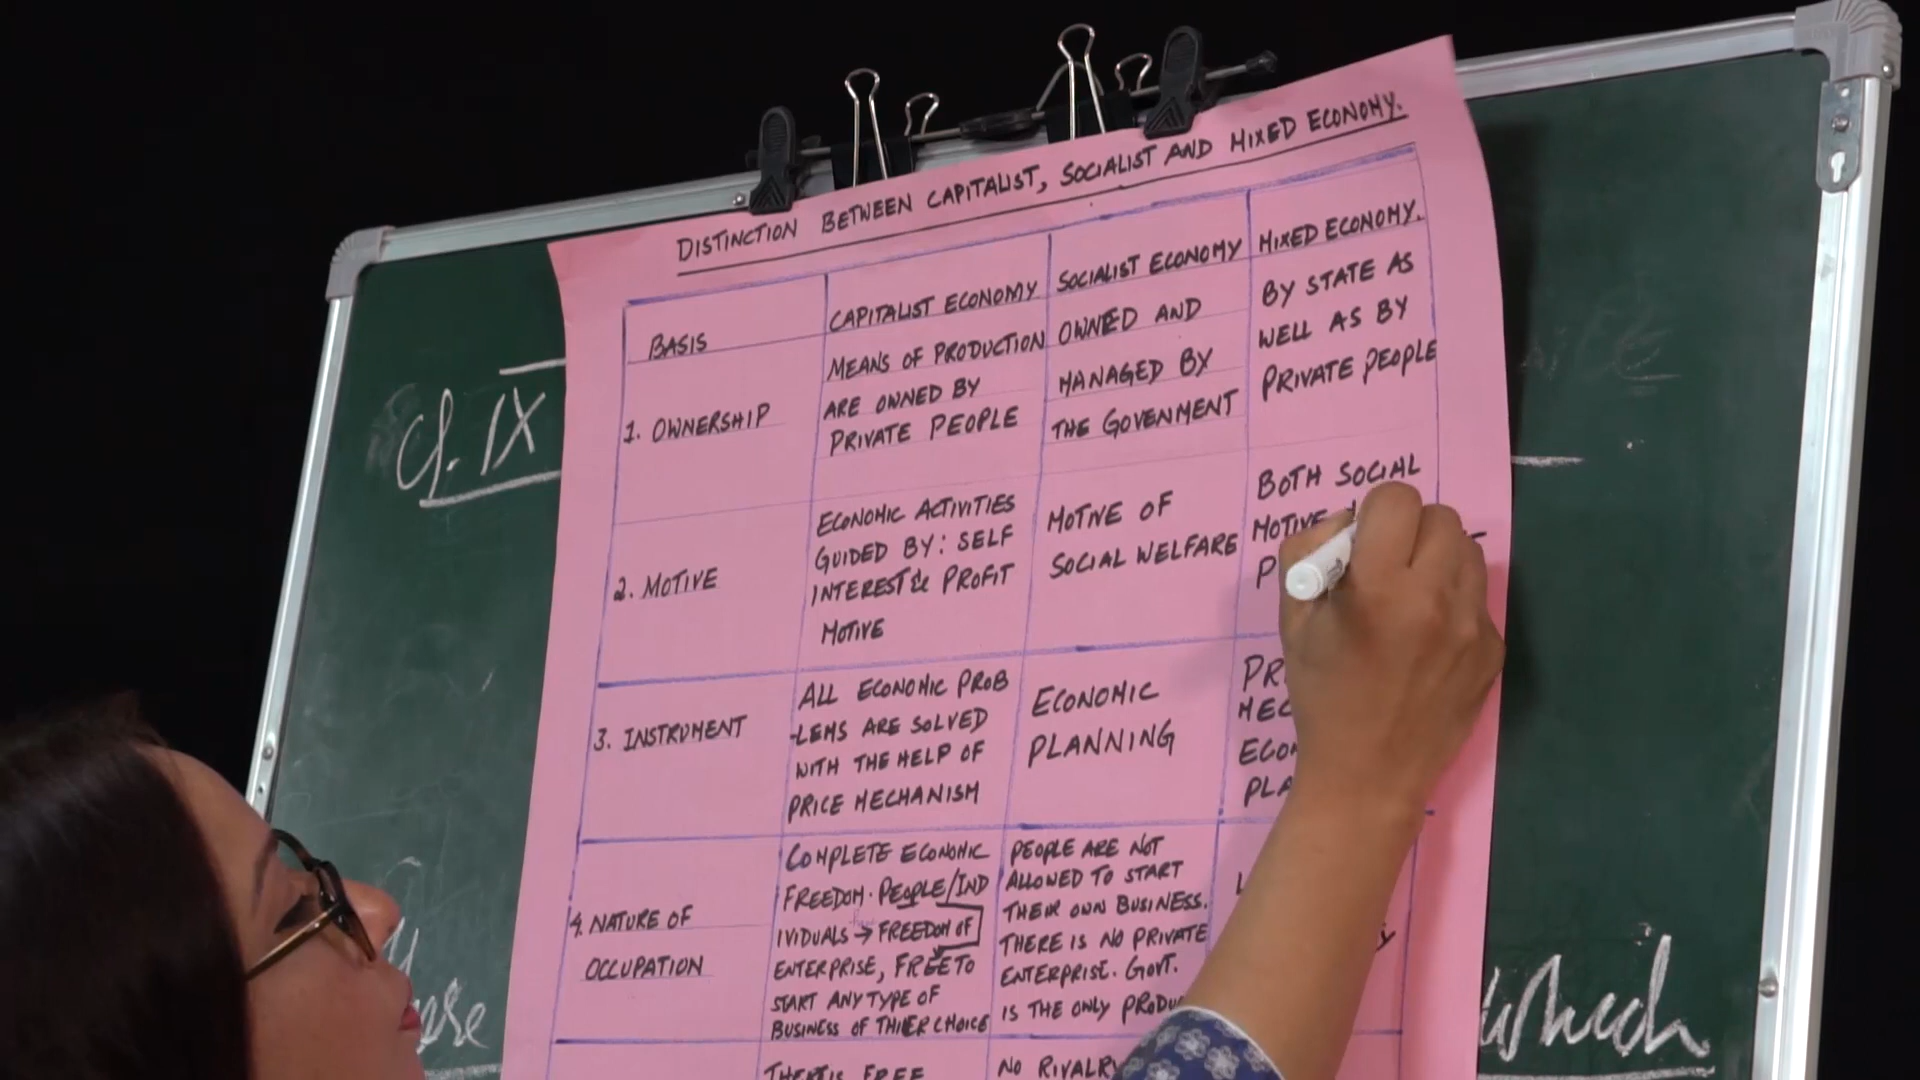 DISTINCTION BETWEEN CAPITALIST, SOCIALIST AND MIXED ECONOMY.
BASIS
CAPITALIST ECONOMY
SOCIALIST ECONOMY
MIXED ECONOMY.
1. OWNERSHIP
MEANS OF PRODUCTION
ARE OWNED BY
PRIVATE PEOPLE
OWNED AND
MANAGED BY
THE GOVENMENT
BY STATE AS
WELL AS BY
PRIVATE PEOPLE
2. MOTIVE
ECONOMIC ACTIVITIES
GUIDED BY: SELF
INTEREST & PROFIT
MOTIVE
MOTIVE OF
SOCIAL WELFARE
BOTH SOCIAL
MOTIVE
3. INSTRUMENT
ALL ECONOMIC PROB
-LEMS ARE SOLVED
WITH THE HELP OF
PRICE MECHANISM
ECONOMIC
PLANNING
4. NATURE OF
OCCUPATION
COMPLETE ECONOMIC
FREEDOM. PEOPLE/IND
IVIDUALS → FREEDOM OF
ENTERPRISE, FREE TO
START ANY TYPE OF
BUSINESS OF THIER CHOICE
PEOPLE ARE NOT
ALLOWED TO START
THEIR OWN BUSINESS.
THERE IS NO PRIVATE
ENTERPRISE. GOVT.
IS THE ONLY
FREE
NO RIVALRY
IX